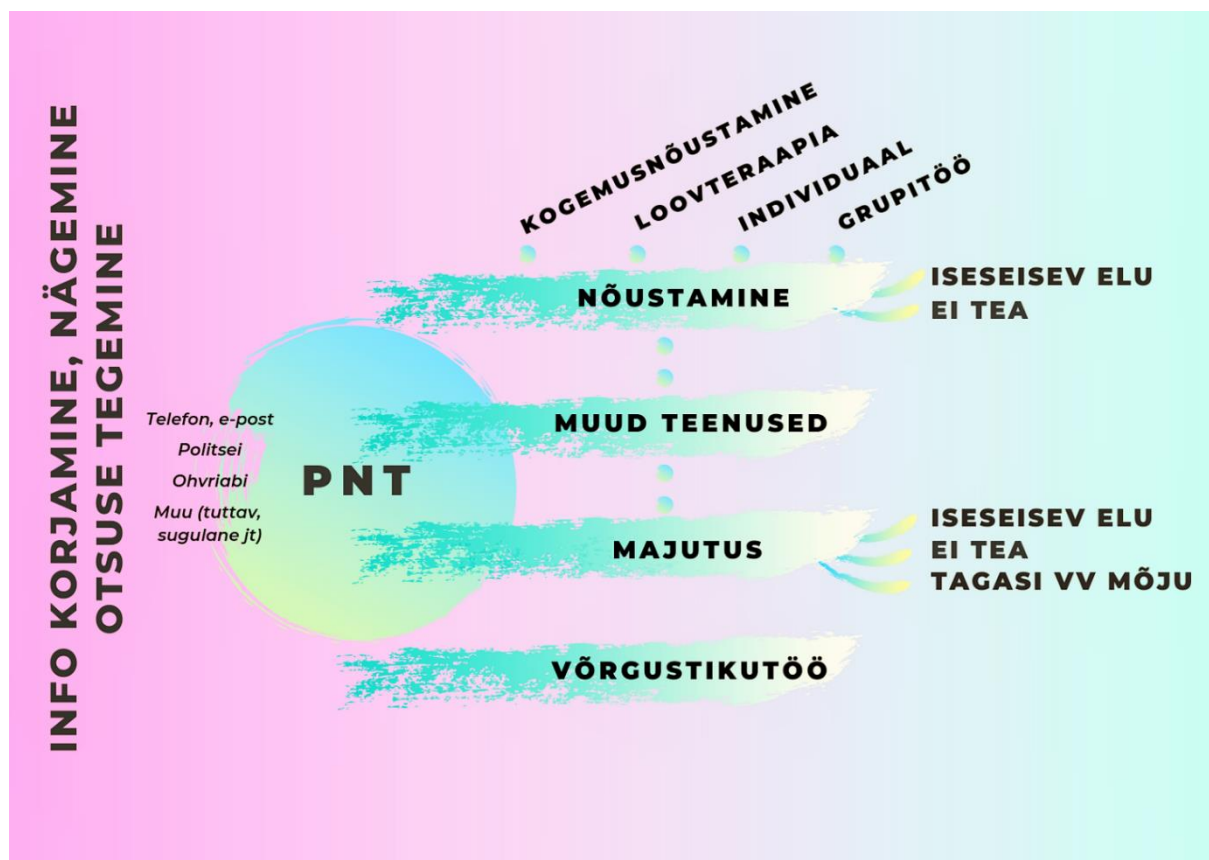 INFO KORJAMINE, NÄGEMINE
OTSUSE TEGEMINE
Telefon, e-post
Politsei
Ohvriabi
Muu (tuttav,
sugulane jt)
PNT
KOGEMUSNÕUSTAMINE
LOOVTERAAPIA
INDIVIDUAAL
GRUPITÖÖ
NÕUSTAMINE
ISESEISEV ELU
EI TEA
MUUD TEENUSED
MAJUTUS
ISESEISEV ELU
EI TEA
TAGASI VV MÕJU
VÕRGUSTIKUTÖÖ